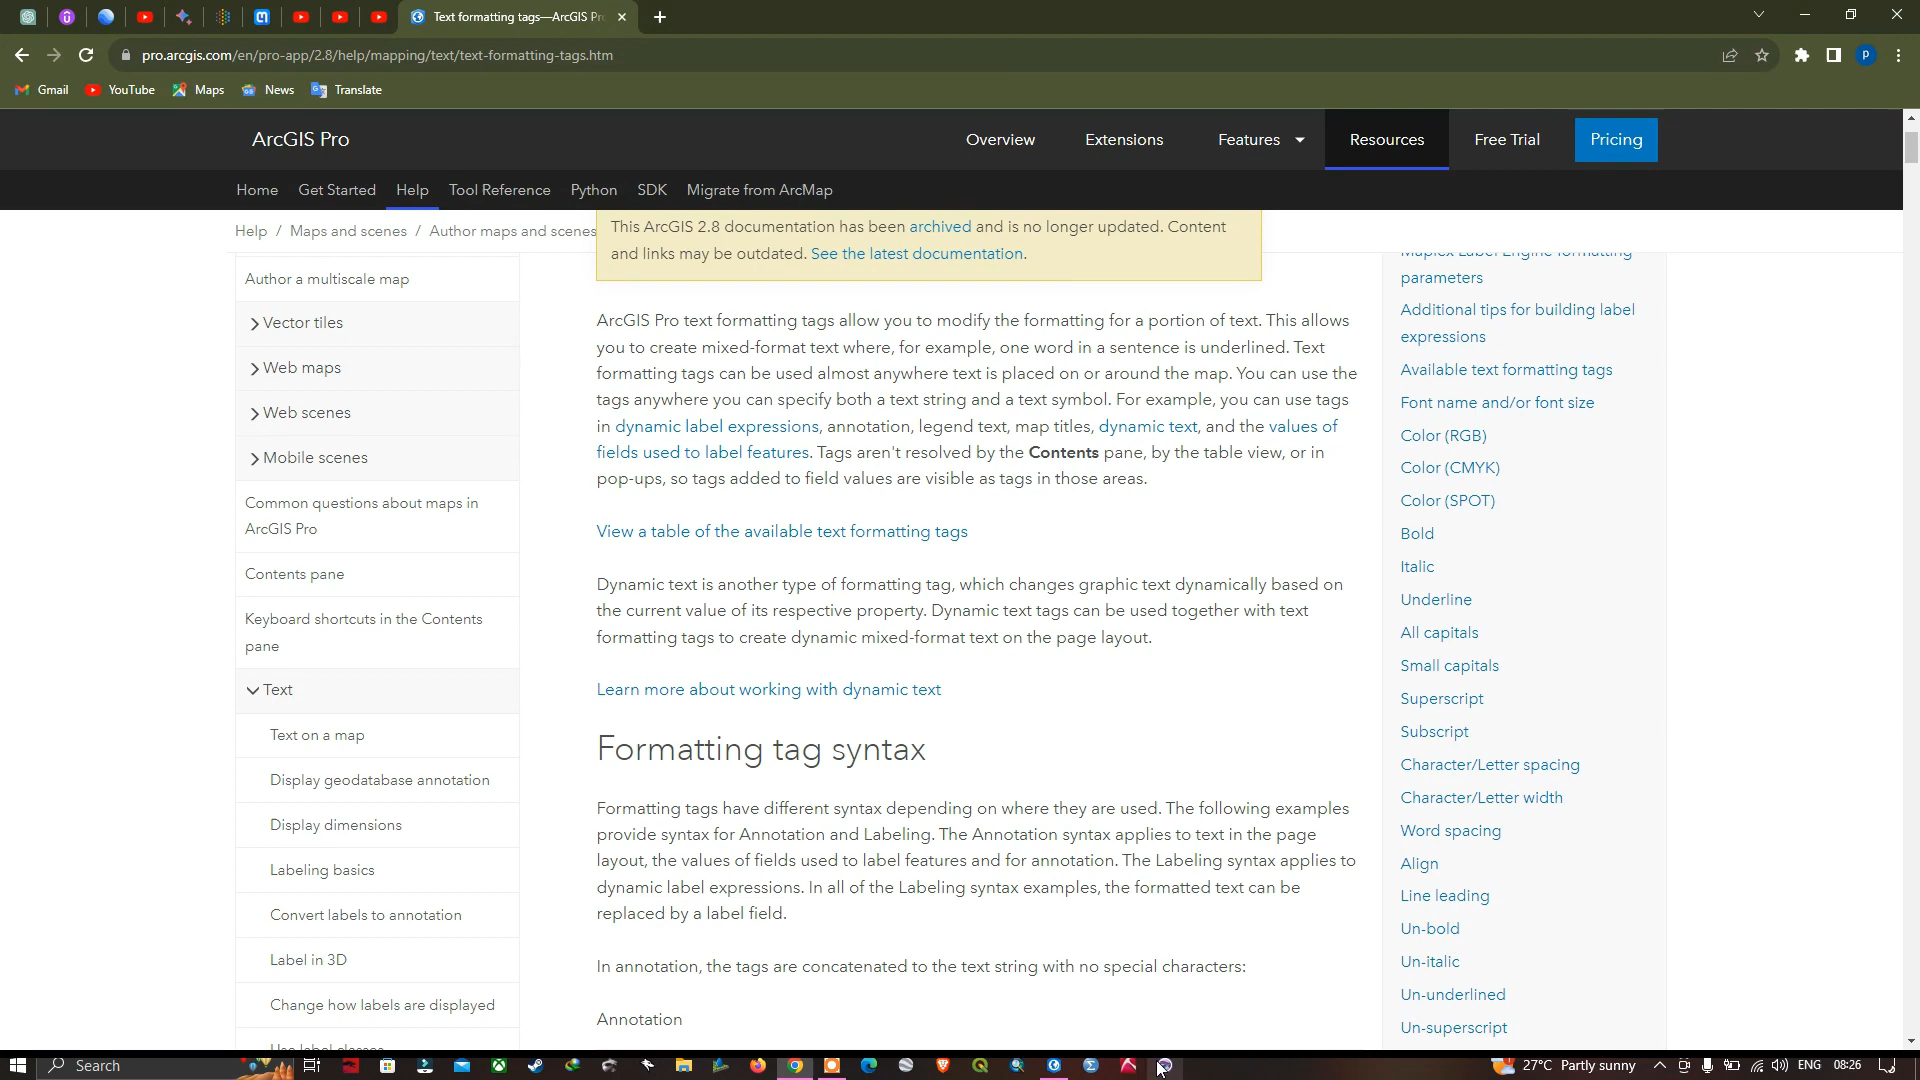 Text formatting tags—ArcGIS Pr
pro.arcgis.com/en/pro-app/2.8/help/mapping/text/text-formatting-tags.htm
P
Gmail YouTube Maps News Translate
ArcGIS Pro
Overview Extensions Features Resources Free Trial Pricing
Home Get Started Help Tool Reference Python SDK Migrate from ArcMap
Help / Maps and scenes / Author maps and scenes
This ArcGIS 2.8 documentation has been archived and is no longer updated. Content
and links may be outdated. See the latest documentation.
Author a multiscale map
Vector tiles
Web maps
Web scenes
Mobile scenes
Common questions about maps in
ArcGIS Pro
Contents pane
Keyboard shortcuts in the Contents
pane
Text
Text on a map
Display geodatabase annotation
Display dimensions
Labeling basics
Convert labels to annotation
Label in 3D
Change how labels are displayed
Use label classes
ArcGIS Pro text formatting tags allow you to modify the formatting for a portion of text. This allows
you to create mixed-format text where, for example, one word in a sentence is underlined. Text
formatting tags can be used almost anywhere text is placed on or around the map. You can use the
tags anywhere you can specify both a text string and a text symbol. For example, you can use tags
in dynamic label expressions, annotation, legend text, map titles, dynamic text, and the values of
fields used to label features. Tags aren't resolved by the Contents pane, by the table view, or in
pop-ups, so tags added to field values are visible as tags in those areas.
View a table of the available text formatting tags
Dynamic text is another type of formatting tag, which changes graphic text dynamically based on
the current value of its respective property. Dynamic text tags can be used together with text
formatting tags to create dynamic mixed-format text on the page layout.
Learn more about working with dynamic text
Formatting tag syntax
Formatting tags have different syntax depending on where they are used. The following examples
provide syntax for Annotation and Labeling. The Annotation syntax applies to text in the page
layout, the values of fields used to label features and for annotation. The Labeling syntax applies to
dynamic label expressions. In all of the Labeling syntax examples, the formatted text can be
replaced by a label field.
In annotation, the tags are concatenated to the text string with no special characters:
Annotation
Maplex Label Engine formatting
parameters
Additional tips for building label
expressions
Available text formatting tags
Font name and/or font size
Color (RGB)
Color (CMYK)
Color (SPOT)
Bold
Italic
Underline
All capitals
Small capitals
Superscript
Subscript
Character/Letter spacing
Character/Letter width
Word spacing
Align
Line leading
Un-bold
Un-italic
Un-underlined
Un-superscript
Search
27°C Partly sunny ENG 08:26